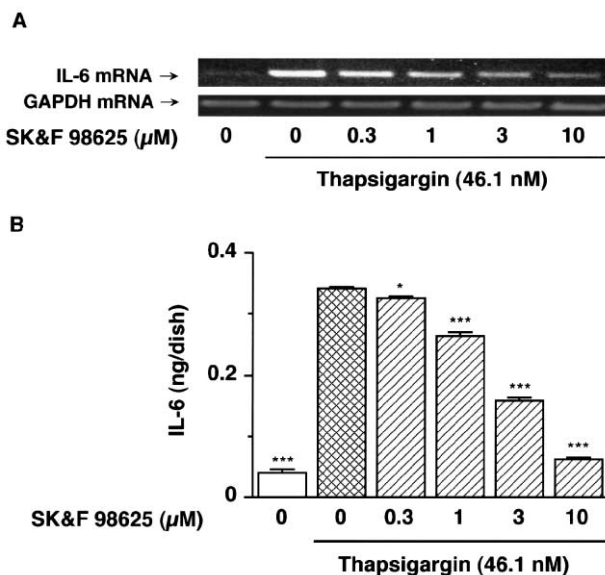 A
IL-6 mRNA →
GAPDH mRNA →
SK&F 98625 (µM) 0 0 0.3 1 3 10
Thapsigargin (46.1 nM)
B
0.4
0.2
0
IL-6 (ng/dish)
*** * *** *** ***
SK&F 98625 (µM) 0 0 0.3 1 3 10
Thapsigargin (46.1 nM)